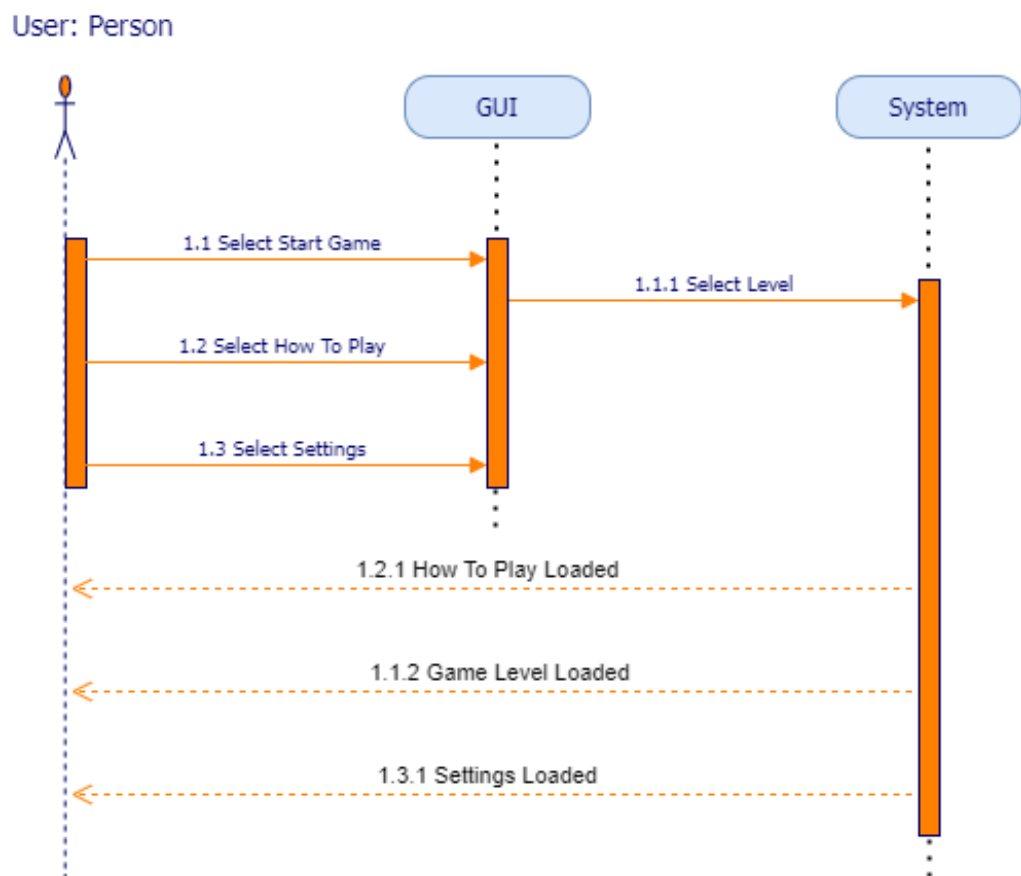 User: Person
GUI
System
1.1 Select Start Game
1.1.1 Select Level
1.2 Select How To Play
1.3 Select Settings
1.2.1 How To Play Loaded
1.1.2 Game Level Loaded
1.3.1 Settings Loaded